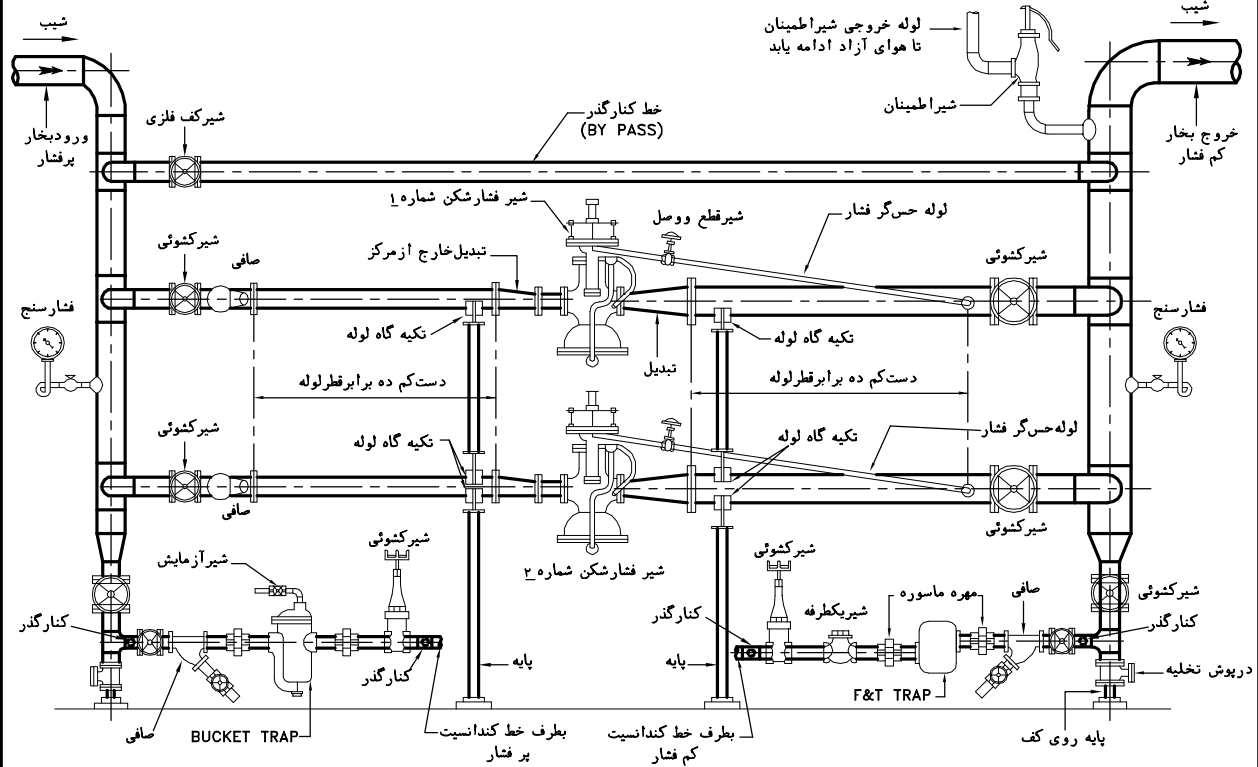 شیب
شیب
لوله خروجی شیراطمینان
تا هوای آزاد ادامه یابد
شیراطمینان
ورودبخار
پرفشار
شیرکف فلزی
خط کنارگذر
(BY PASS)
خروج بخار
کم فشار
شیر فشارشکن شماره ۱
شیرقطع ووصل
لوله حس‌گر فشار
شیرکشوئی
صافی
تبدیل‌خارج ازمرکز
شیرکشوئی
فشارسنج
فشارسنج
تکیه گاه لوله
تبدیل
تکیه گاه لوله
دست‌کم ده برابرقطرلوله
دست‌کم ده برابرقطرلوله
شیرکشوئی
تکیه گاه لوله
تکیه گاه لوله
لوله‌حس‌گر فشار
صافی
شیرکشوئی
شیرآزمایش
شیرکشوئی
شیر فشارشکن شماره ۲
شیرکشوئی
شیریکطرفه
مهره ماسوره
صافی
شیرکشوئی
کنارگذر
کنارگذر
کنارگذر
کنارگذر
پایه
پایه
F&T TRAP
درپوش تخلیه
صافی
BUCKET TRAP
بطرف خط کندانسیت
پر فشار
بطرف خط کندانسیت
کم فشار
پایه روی کف